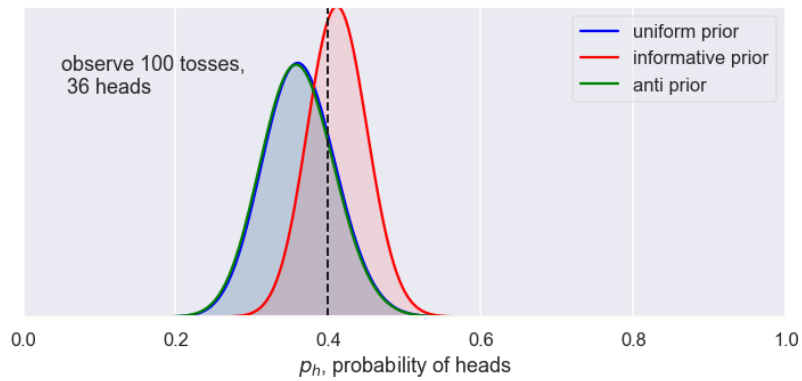 observe 100 tosses,
36 heads
uniform prior
informative prior
anti prior
0.0 0.2 0.4 0.6 0.8 1.0
p_h, probability of heads